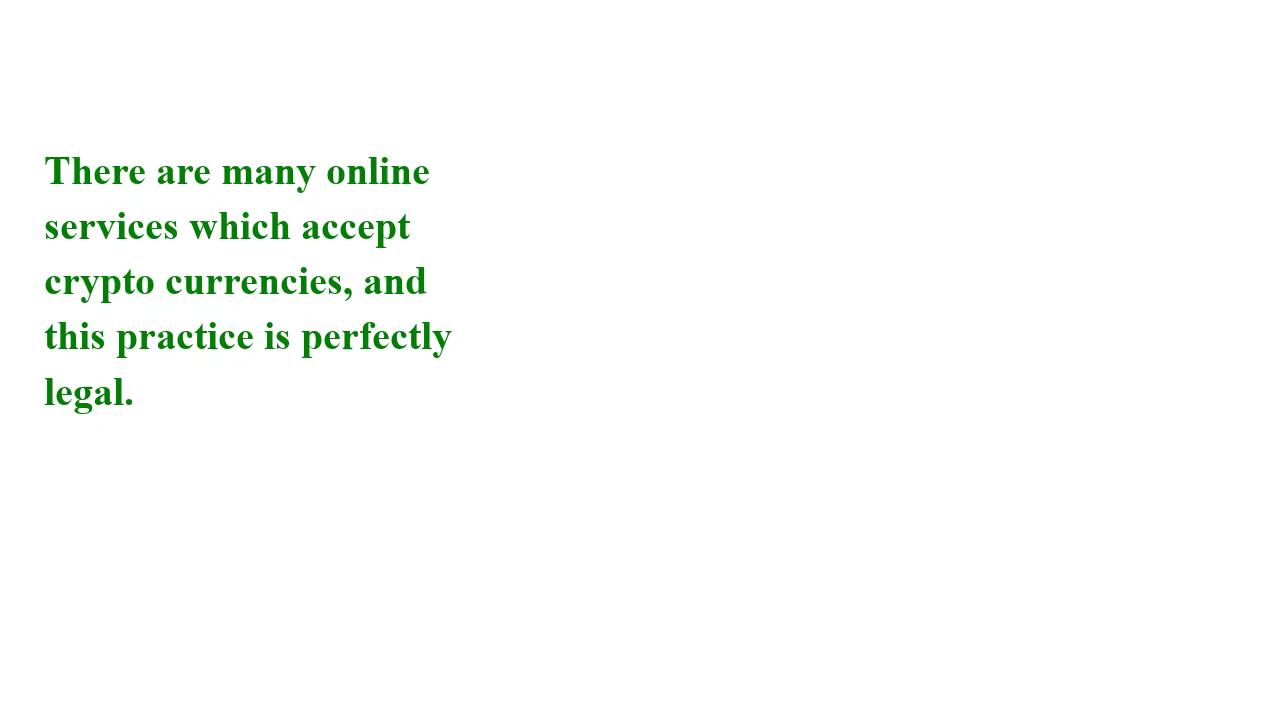 There are many online
services which accept
crypto currencies, and
this practice is perfectly
legal.